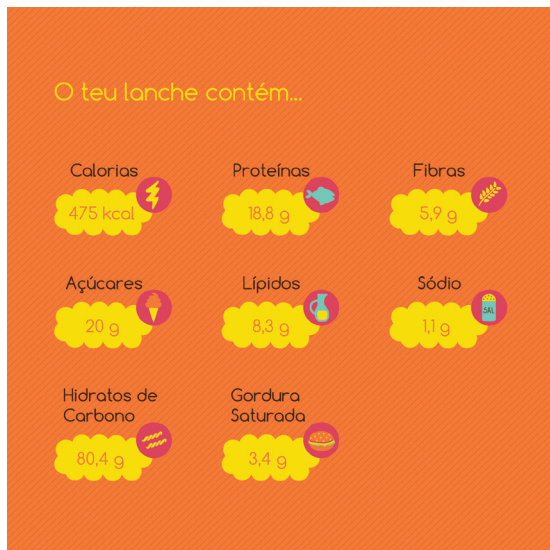 O teu lanche contém...
Calorias
475 kcal
Proteínas
18,8 g
Fibras
5,9 g
Açúcares
20 g
Lípidos
8,3 g
Sódio
SAL
1,1 g
Hidratos de
Carbono
80,4 g
Gordura
Saturada
3,4 g